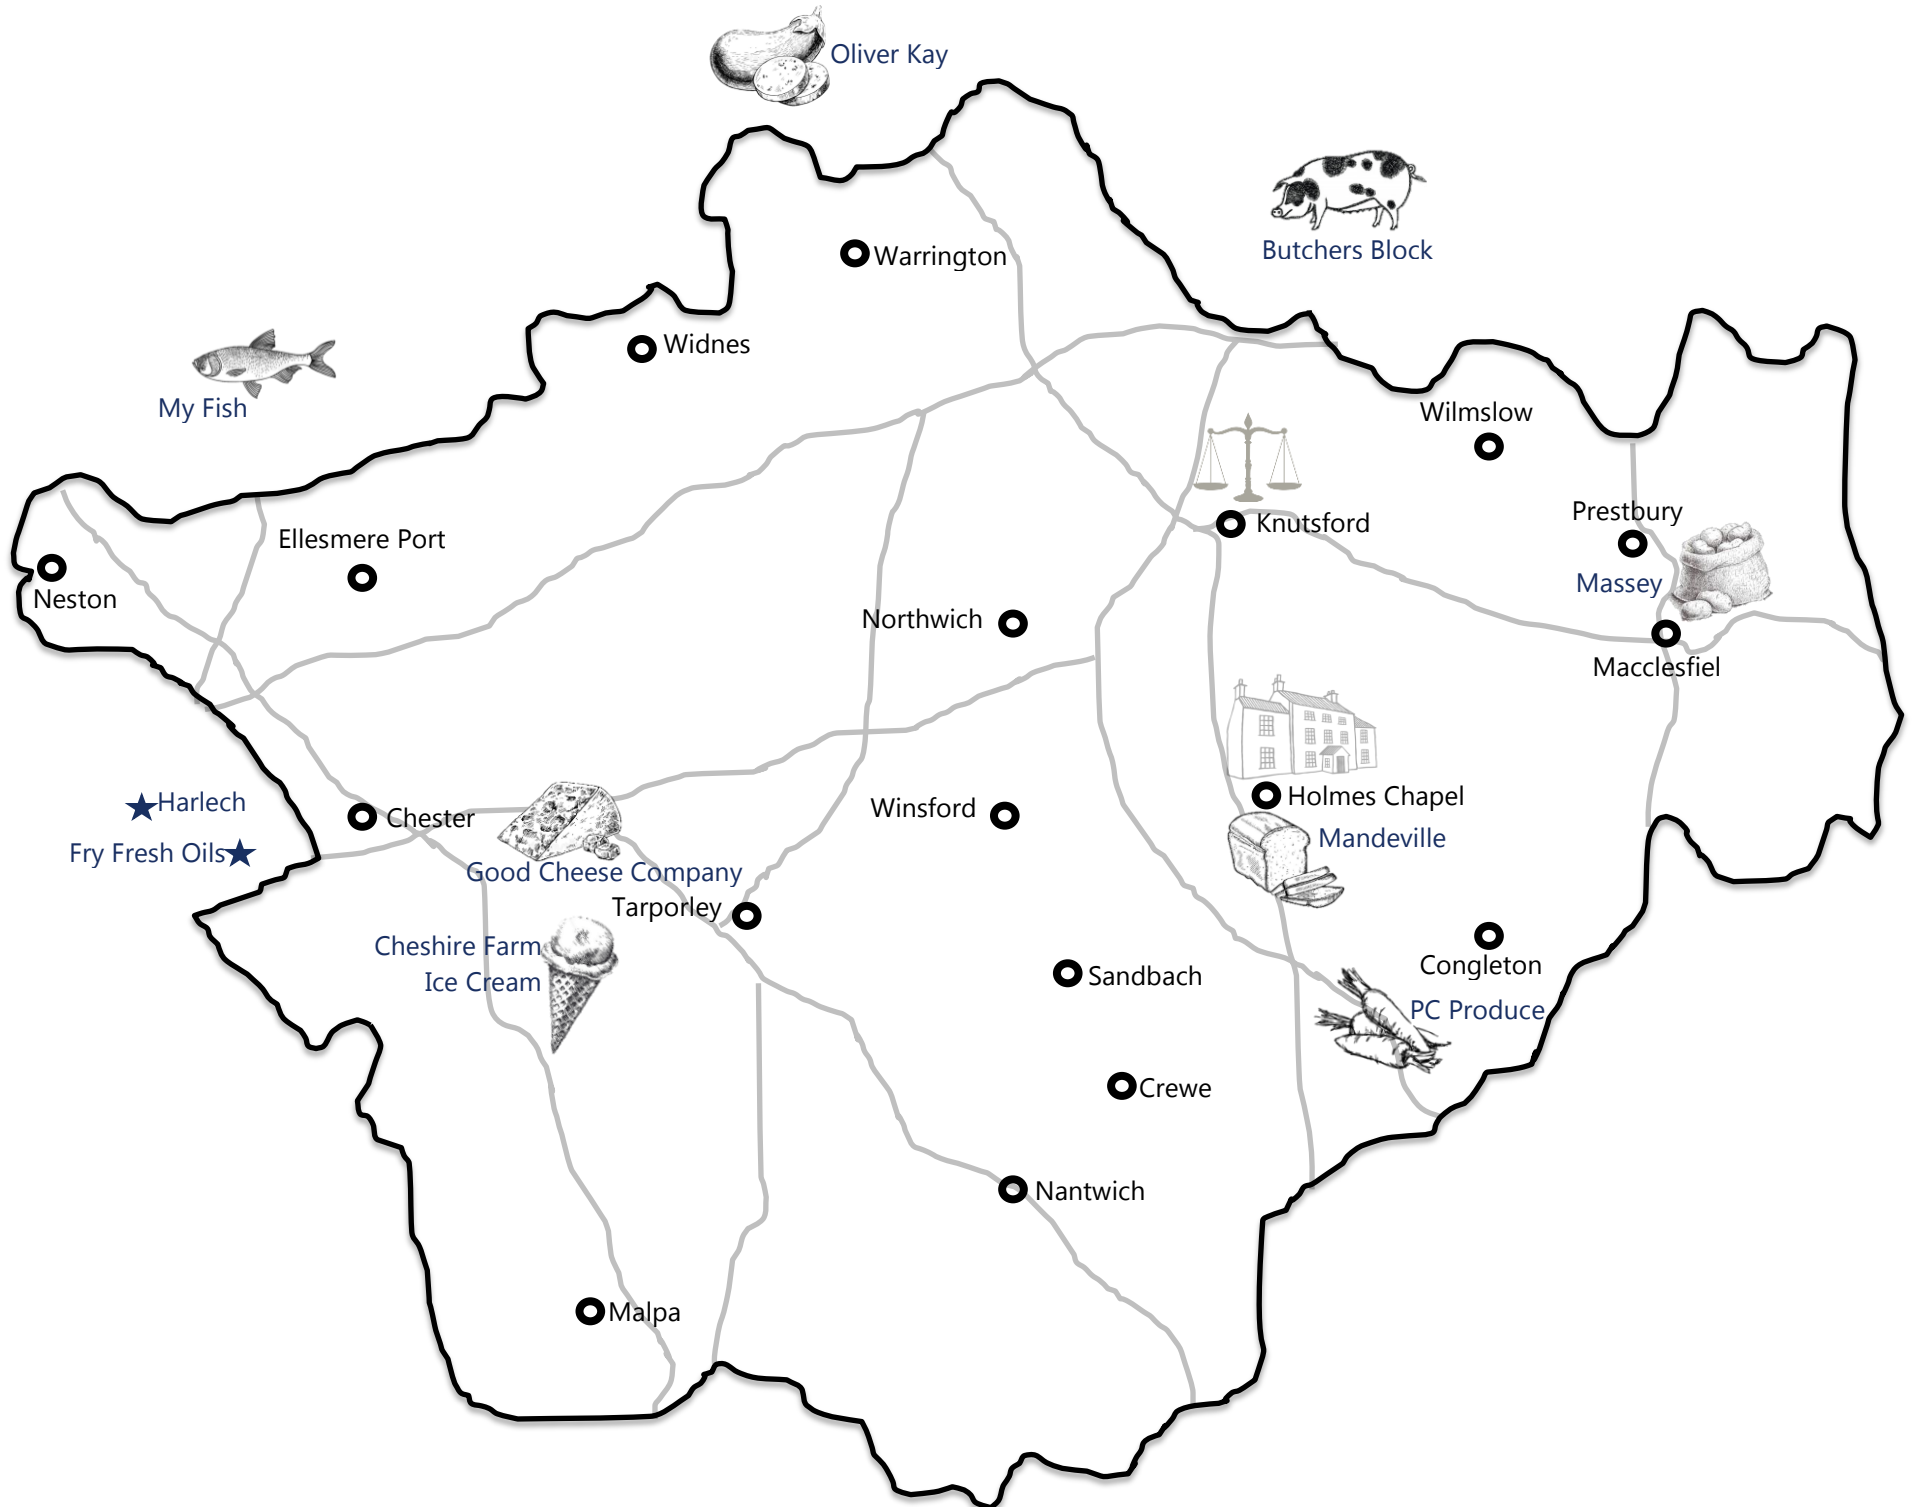 Oliver Kay
Butchers Block
Warrington
Widnes
My Fish
Wilmslow
Knutsford
Prestbury
Ellesmere Port
Massey
Neston
Northwich
Macclesfiel
Harlech
Chester
Winsford
Holmes Chapel
Mandeville
Fry Fresh Oils
Good Cheese Company
Tarporley
Cheshire Farm
Ice Cream
Sandbach
Congleton
PC Produce
Crewe
Nantwich
Malpa